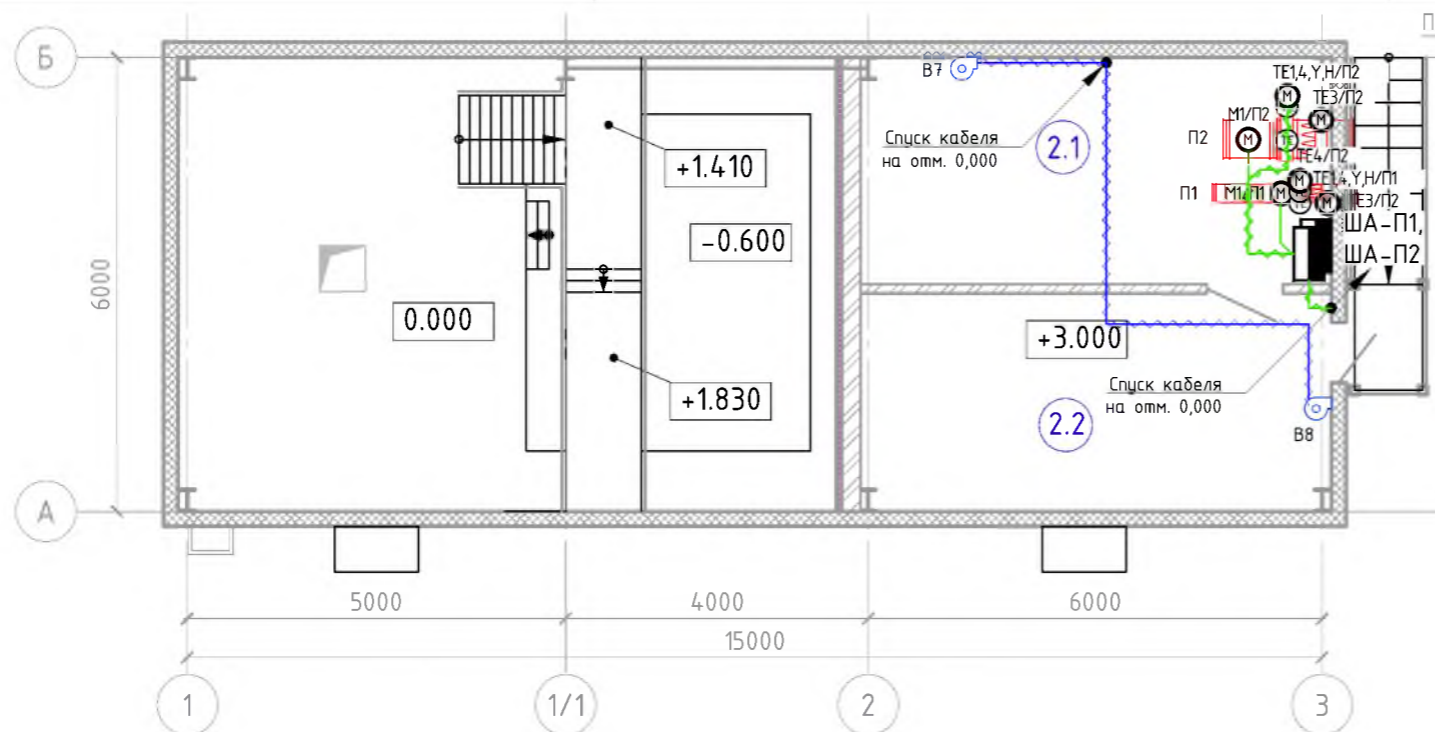 П
Б
В7
ТЕ1,4,Y,H/П2
ТЕ3/П2
М1/П2
М
М
М
П2
ТЕ
ТЕ4/П2
Спуск кабеля
на отм. 0,000
2.1
+1.410
ТЕ1,4,Y,H/П1
П1
М1/П1
М
М
ТЕ3/П2
ША-П1,
ША-П2
-0.600
6000
0.000
+3.000
Спуск кабеля
на отм. 0,000
+1.830
2.2
В8
А
5000
4000
6000
15000
1
1/1
2
3